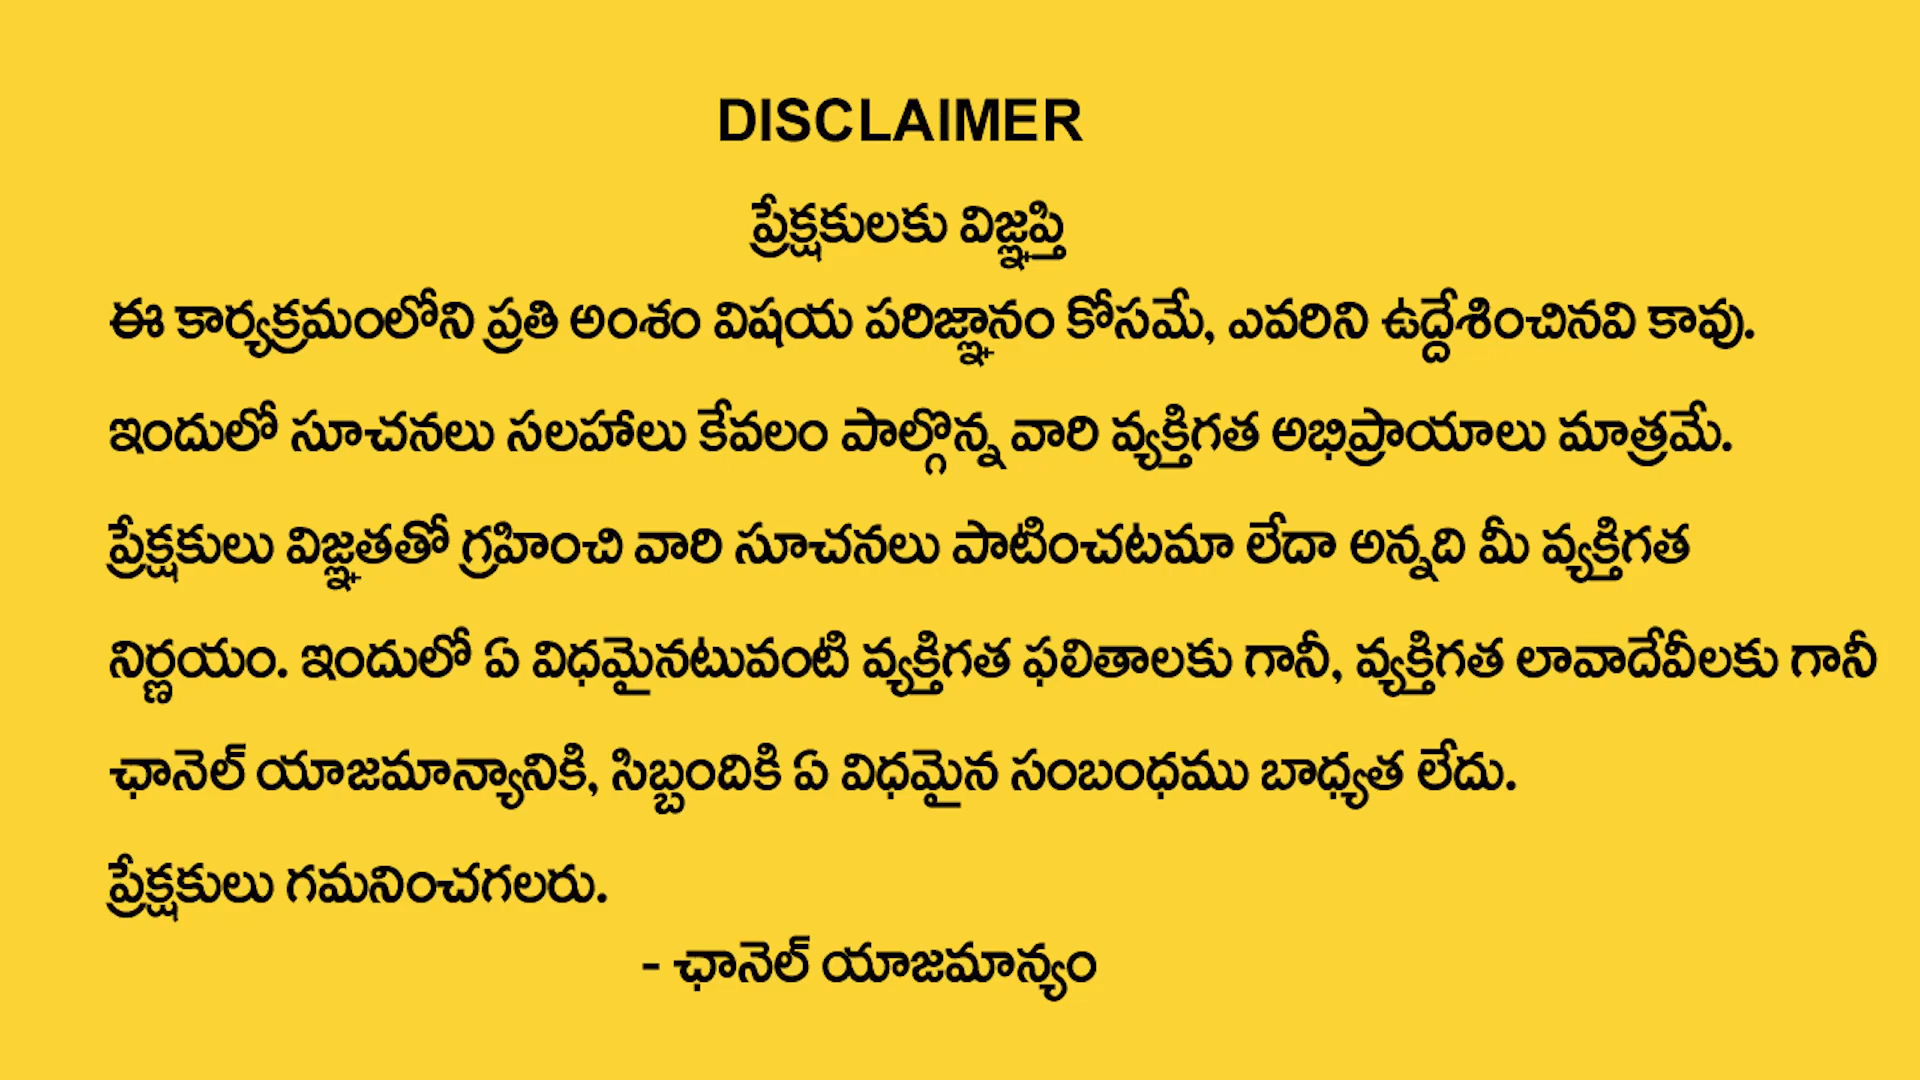 DISCLAIMER
ప్రేక్షకులకు విజ్ఞప్తి
ఈ కార్యక్రమంలోని ప్రతి అంశం విషయ పరిజ్ఞానం కోసమే, ఎవరిని ఉద్దేశించినవి కావు.
ఇందులో సూచనలు సలహాలు కేవలం పాల్గొన్న వారి వ్యక్తిగత అభిప్రాయాలు మాత్రమే.
ప్రేక్షకులు విజ్ఞతతో గ్రహించి వారి సూచనలు పాటించటమా లేదా అన్నది మీ వ్యక్తిగత
నిర్ణయం. ఇందులో ఏ విధమైనటువంటి వ్యక్తిగత ఫలితాలకు గానీ, వ్యక్తిగత లావాదేవీలకు గానీ
ఛానెల్ యాజమాన్యానికి, సిబ్బందికి ఏ విధమైన సంబంధము బాధ్యత లేదు.
ప్రేక్షకులు గమనించగలరు.
- ఛానెల్ యాజమాన్యం